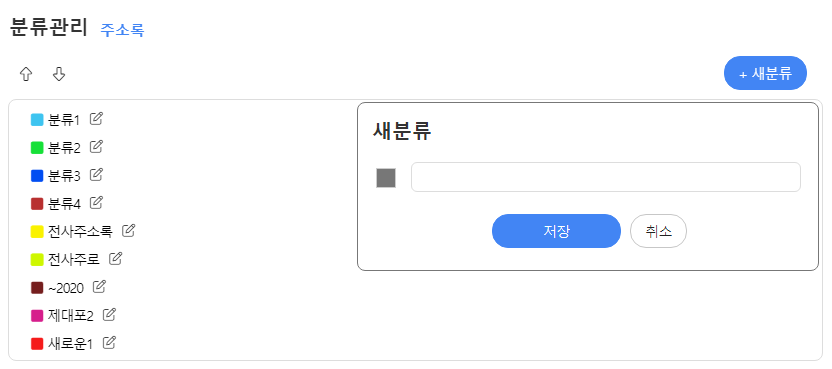 분류관리 주소록
+ 새분류
분류1
분류2
분류3
분류4
전사주소록
전사주로
~2020
제대포2
새로운1
새분류
저장 취소